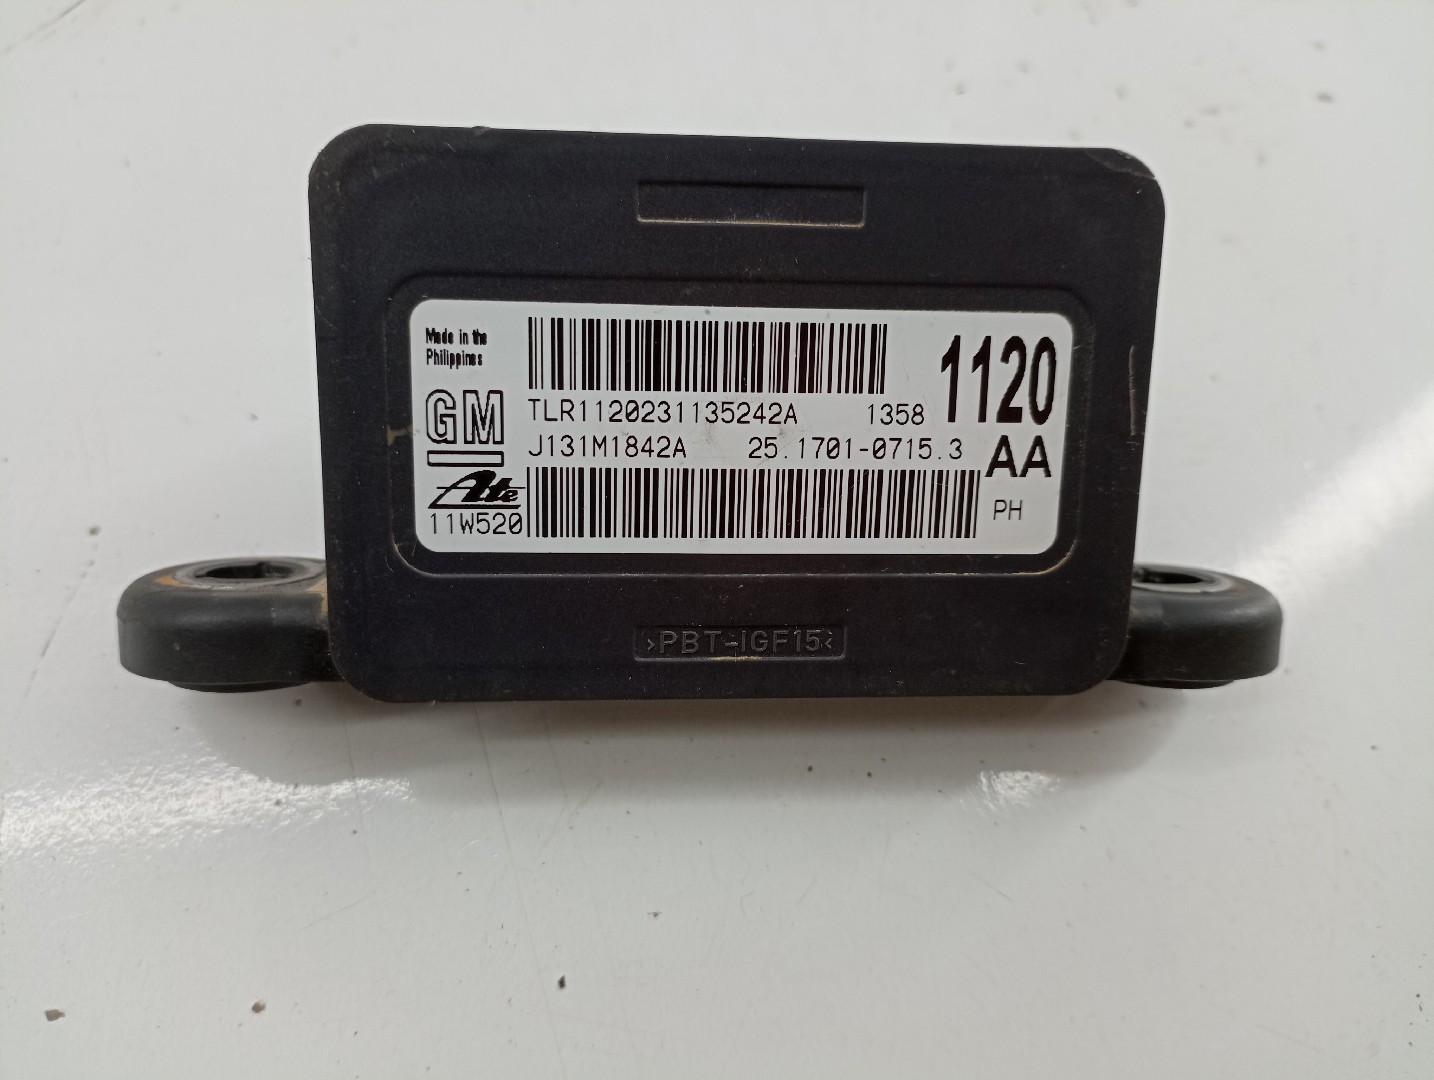 Made in the
Philippines
GM
Ate
11W520
TLR1120231135242A 1358
J131M1842A 25.1701-0715.3
1120
AA
PH
>PBT-IGF15<